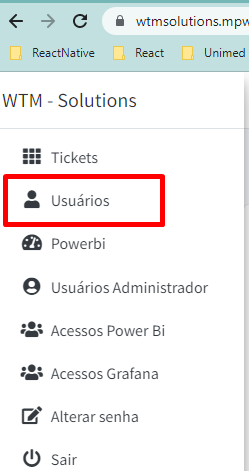 wtmsolutions.mpw
ReactNative React Unimed
WTM - Solutions
Tickets
Usuários
Powerbi
Usuários Administrador
Acessos Power Bi
Acessos Grafana
Alterar senha
Sair